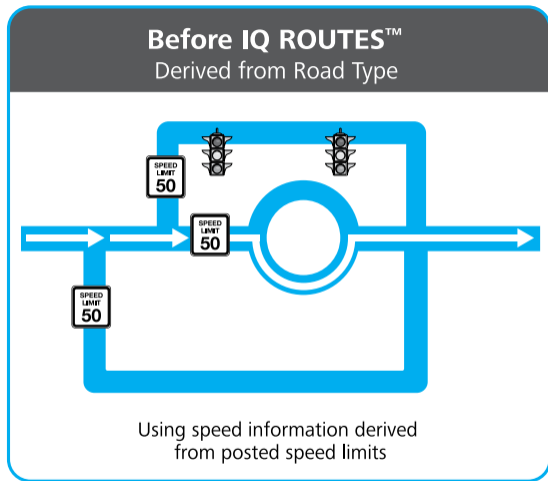 Before IQ ROUTES™
Derived from Road Type
SPEED
LIMIT
50
SPEED
LIMIT
50
SPEED
LIMIT
50
Using speed information derived
from posted speed limits